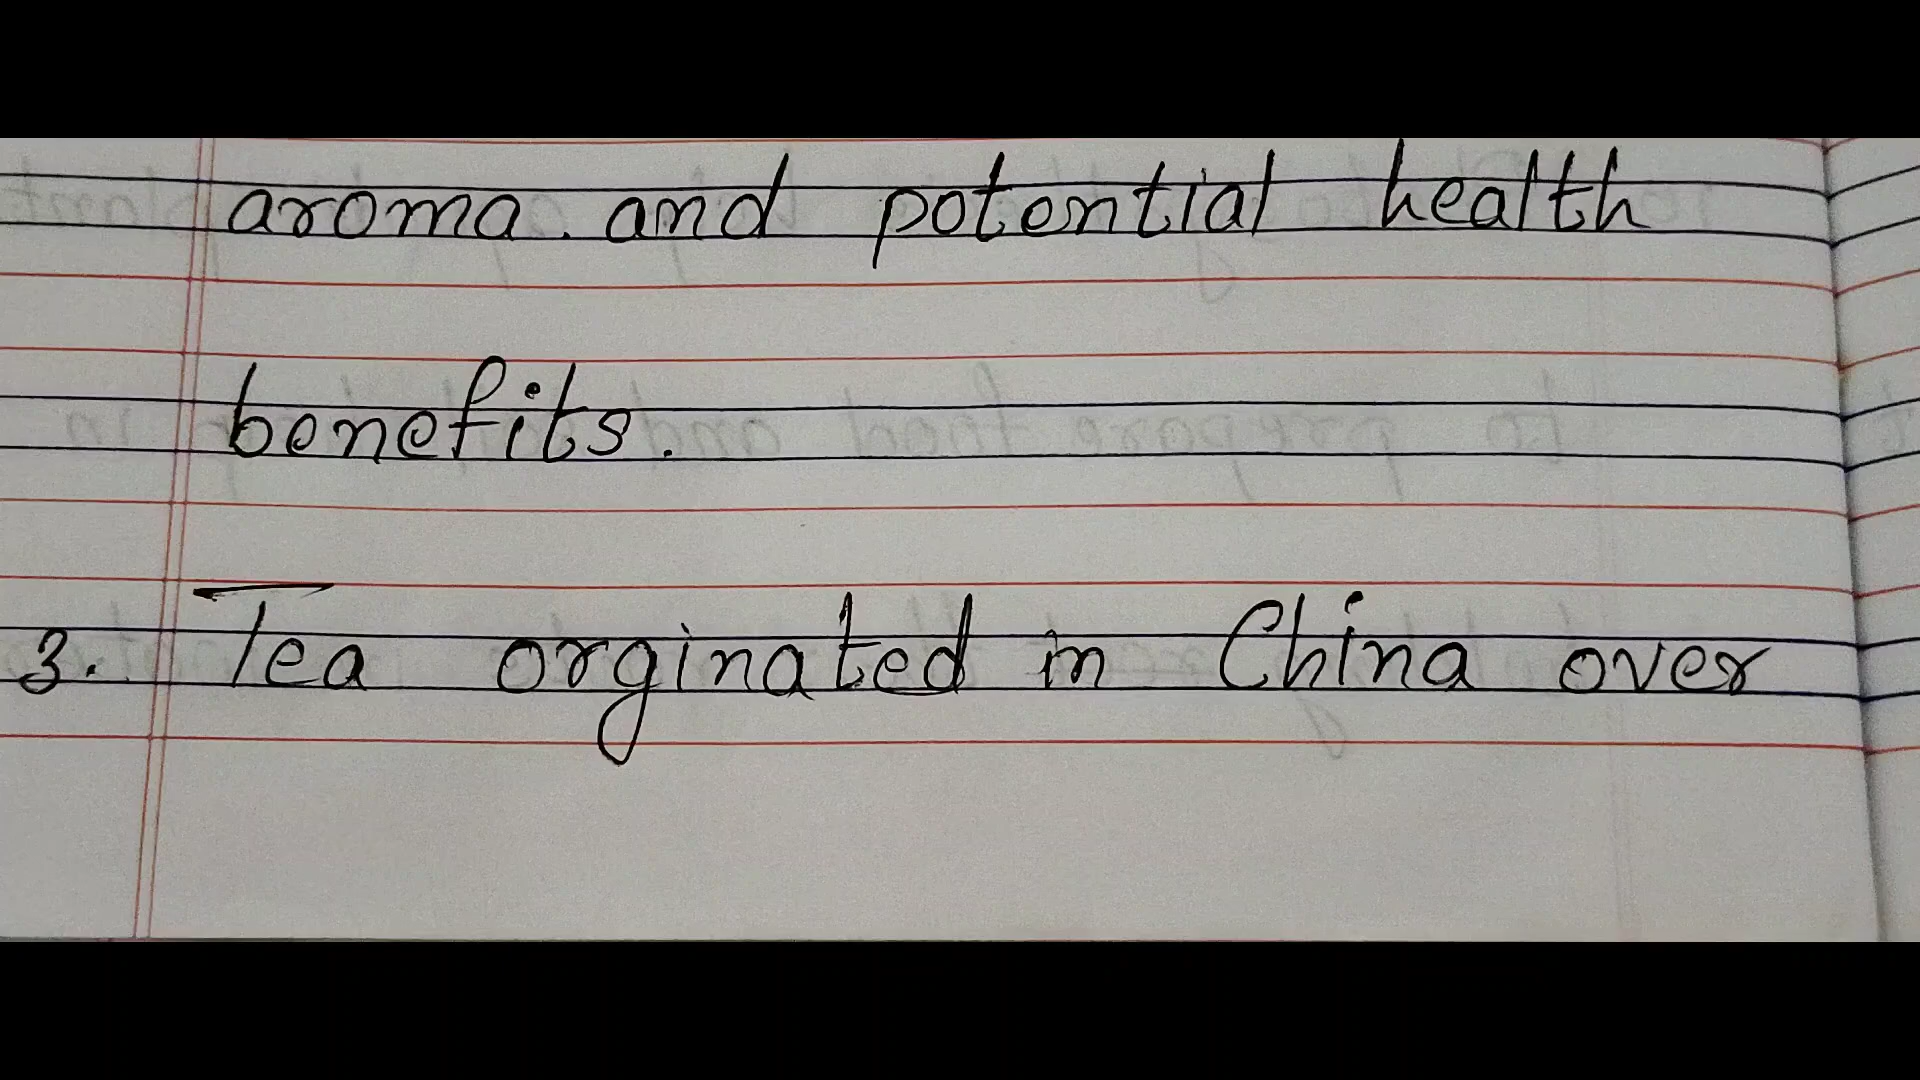 aroma. and potential health
benefits.
3. Tea orginated in China over